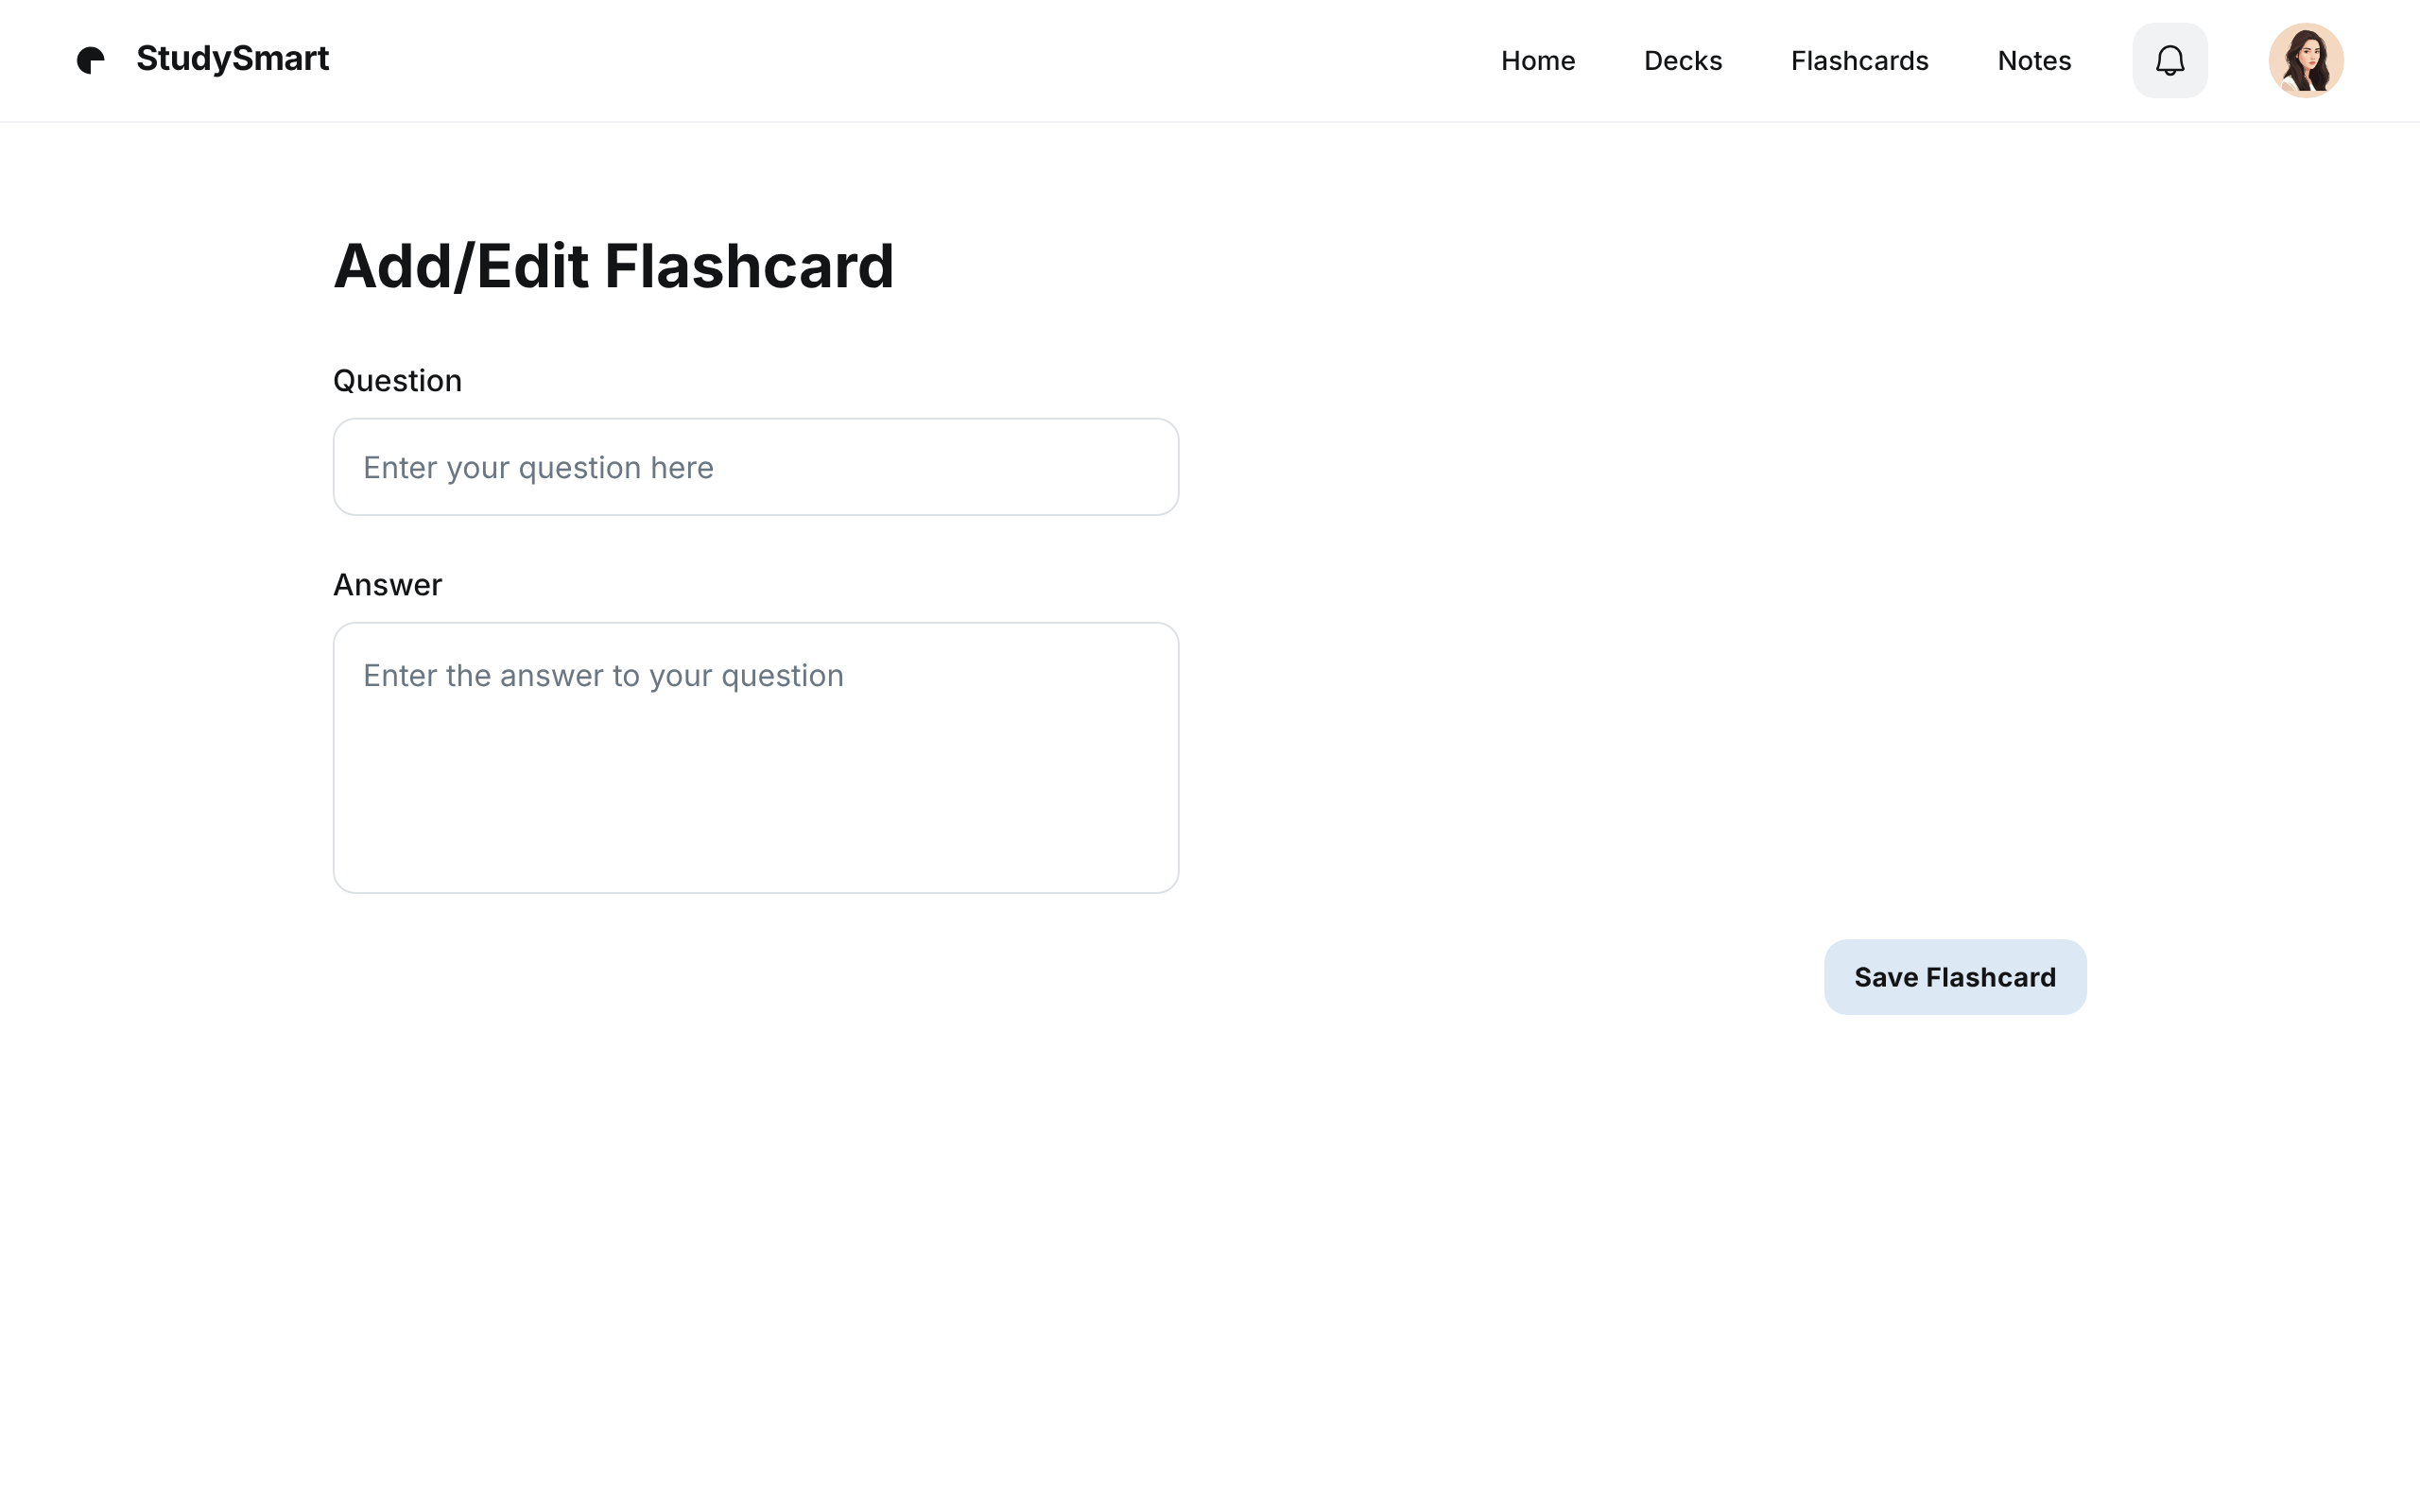 StudySmart
Home Decks Flashcards Notes
Add/Edit Flashcard
Question
Enter your question here
Answer
Enter the answer to your question
Save Flashcard